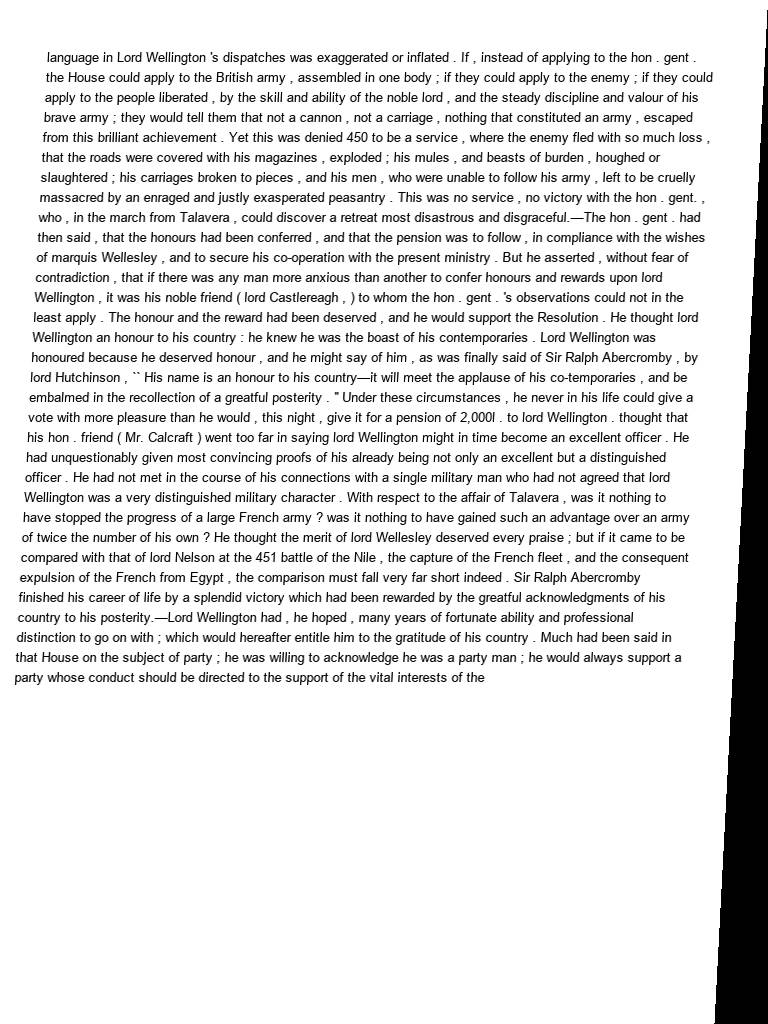 language in Lord Wellington 's dispatches was exaggerated or inflated . If , instead of applying to the hon . gent .
the House could apply to the British army , assembled in one body ; if they could apply to the enemy ; if they could
apply to the people liberated , by the skill and ability of the noble lord , and the steady discipline and valour of his
brave army ; they would tell them that not a cannon , not a carriage , nothing that constituted an army , escaped
from this brilliant achievement . Yet this was denied 450 to be a service , where the enemy fled with so much loss ,
that the roads were covered with his magazines , exploded ; his mules , and beasts of burden , houghed or
slaughtered ; his carriages broken to pieces , and his men , who were unable to follow his army , left to be cruelly
massacred by an enraged and justly exasperated peasantry . This was no service , no victory with the hon . gent. ,
who , in the march from Talavera , could discover a retreat most disastrous and disgraceful.—The hon . gent . had
then said , that the honours had been conferred , and that the pension was to follow , in compliance with the wishes
of marquis Wellesley , and to secure his co-operation with the present ministry . But he asserted , without fear of
contradiction , that if there was any man more anxious than another to confer honours and rewards upon lord
Wellington , it was his noble friend ( lord Castlereagh , ) to whom the hon . gent . 's observations could not in the
least apply . The honour and the reward had been deserved , and he would support the Resolution . He thought lord
Wellington an honour to his country : he knew he was the boast of his contemporaries . Lord Wellington was
honoured because he deserved honour , and he might say of him , as was finally said of Sir Ralph Abercromby , by
lord Hutchinson , `` His name is an honour to his country—it will meet the applause of his co-temporaries , and be
embalmed in the recollection of a greatful posterity . " Under these circumstances , he never in his life could give a
vote with more pleasure than he would , this night , give it for a pension of 2,000l . to lord Wellington . thought that
his hon . friend ( Mr. Calcraft ) went too far in saying lord Wellington might in time become an excellent officer . He
had unquestionably given most convincing proofs of his already being not only an excellent but a distinguished
officer . He had not met in the course of his connections with a single military man who had not agreed that lord
Wellington was a very distinguished military character . With respect to the affair of Talavera , was it nothing to
have stopped the progress of a large French army ? was it nothing to have gained such an advantage over an army
of twice the number of his own ? He thought the merit of lord Wellesley deserved every praise ; but if it came to be
compared with that of lord Nelson at the 451 battle of the Nile , the capture of the French fleet , and the consequent
expulsion of the French from Egypt , the comparison must fall very far short indeed . Sir Ralph Abercromby
finished his career of life by a splendid victory which had been rewarded by the greatful acknowledgments of his
country to his posterity.—Lord Wellington had , he hoped , many years of fortunate ability and professional
distinction to go on with ; which would hereafter entitle him to the gratitude of his country . Much had been said in
that House on the subject of party ; he was willing to acknowledge he was a party man ; he would always support a
party whose conduct should be directed to the support of the vital interests of the